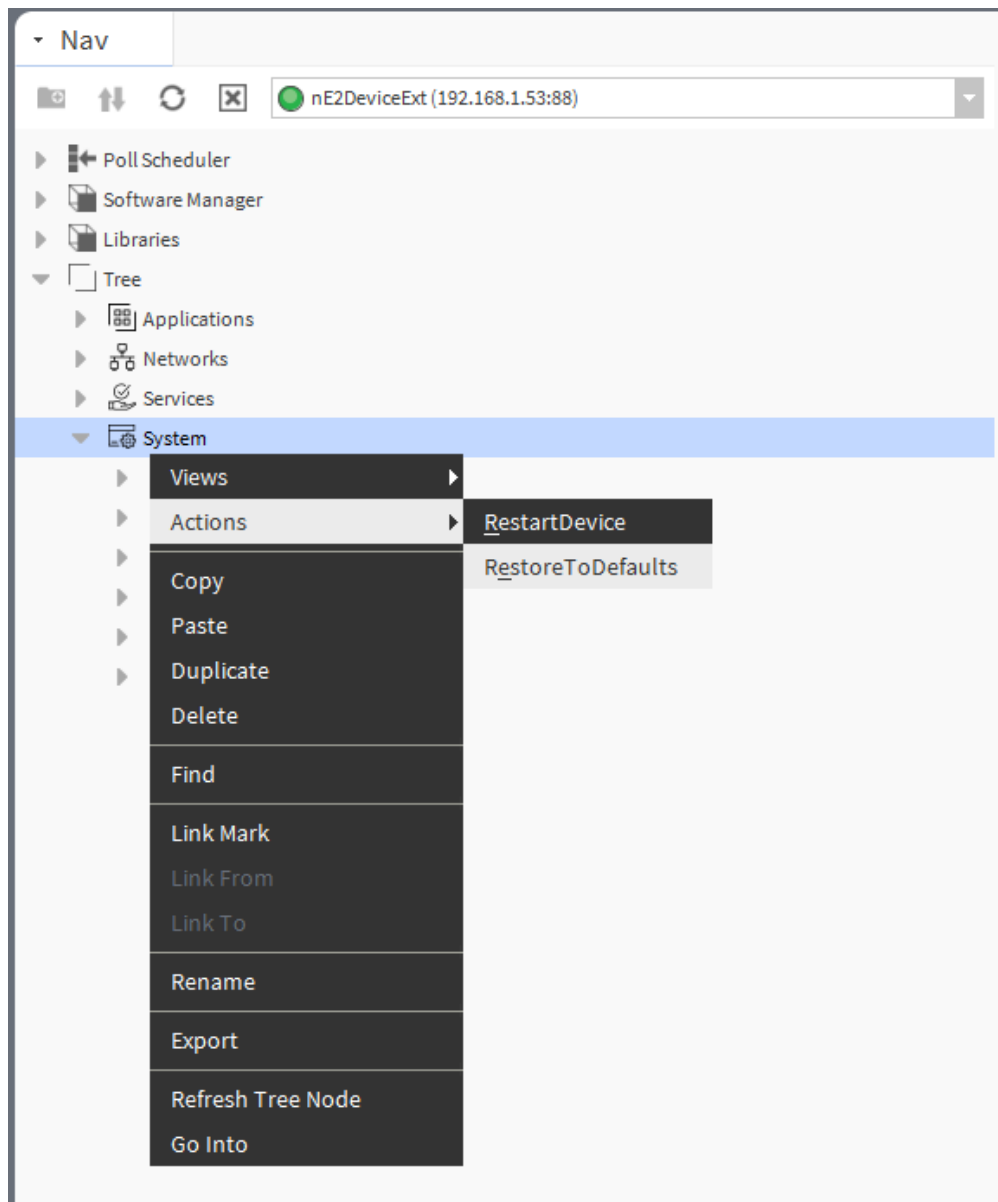 Nav
nE2DeviceExt (192.168.1.53:88)
Poll Scheduler
Software Manager
Libraries
Tree
Applications
Networks
Services
System
Views
Actions
RestartDevice
RestoreToDefaults
Copy
Paste
Duplicate
Delete
Find
Link Mark
Link From
Link To
Rename
Export
Refresh Tree Node
Go Into